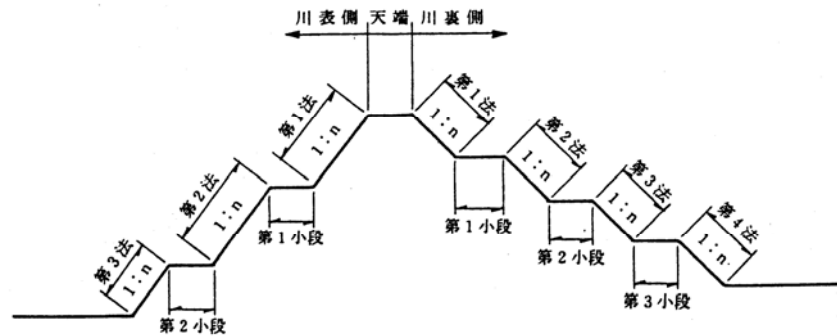 川表側 天端 川裏側
第1法
1:n
第1法
1:n
第2法
1:n
第2法
1:n
第3法
1:n
第3法
1:n
第4法
1:n
第1小段
第1小段
第2小段
第2小段
第3小段